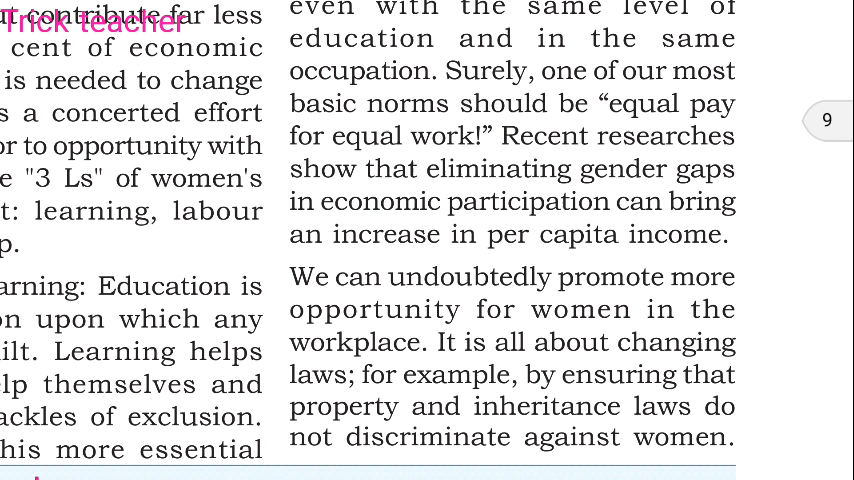 Trick teacher
ut contribute far less
cent of economic
is needed to change
s a concerted effort
or to opportunity with
e "3 Ls" of women's
t: learning, labour
p.
arning: Education is
on upon which any
ilt. Learning helps
elp themselves and
ackles of exclusion.
his more essential
even with the same level of
education and in the same
occupation. Surely, one of our most
basic norms should be “equal pay
for equal work!” Recent researches
show that eliminating gender gaps
in economic participation can bring
an increase in per capita income.
We can undoubtedly promote more
opportunity for women in the
workplace. It is all about changing
laws; for example, by ensuring that
property and inheritance laws do
not discriminate against women.
9